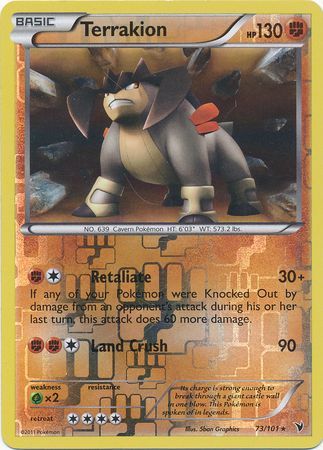 BASIC
Terrakion
HP130
NO. 639 Cavern Pokémon HT: 6'03" WT: 573.2 lbs.
Retaliate 30+
If any of your Pokémon were Knocked Out by
damage from an opponent's attack during his or her
last turn, this attack does 60 more damage.
Land Crush 90
weakness resistance
×2
retreat
Its charge is strong enough to
break through a giant castle wall
in one blow. This Pokémon is
spoken of in legends.
©2011 Pokémon Illus. 5ban Graphics 73/101 ★